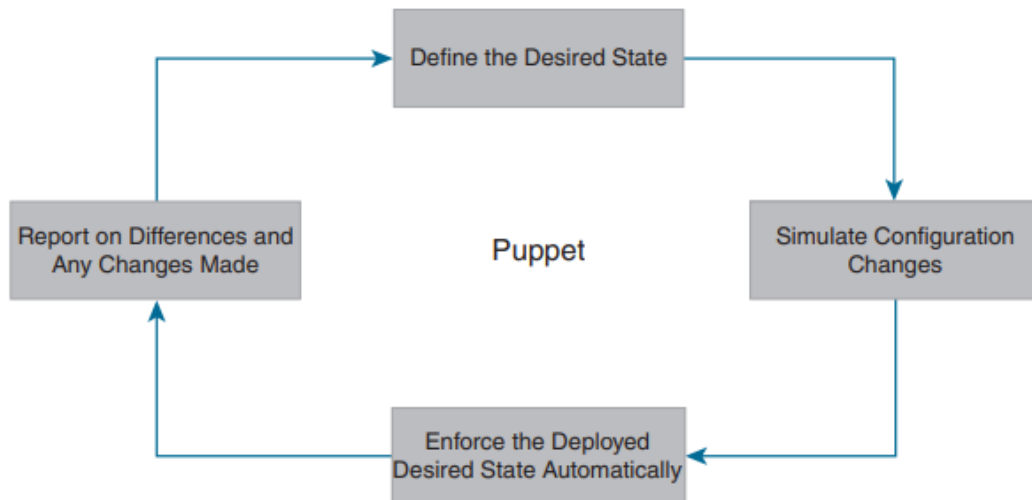 Define the Desired State
Report on Differences and
Any Changes Made
Puppet
Simulate Configuration
Changes
Enforce the Deployed
Desired State Automatically